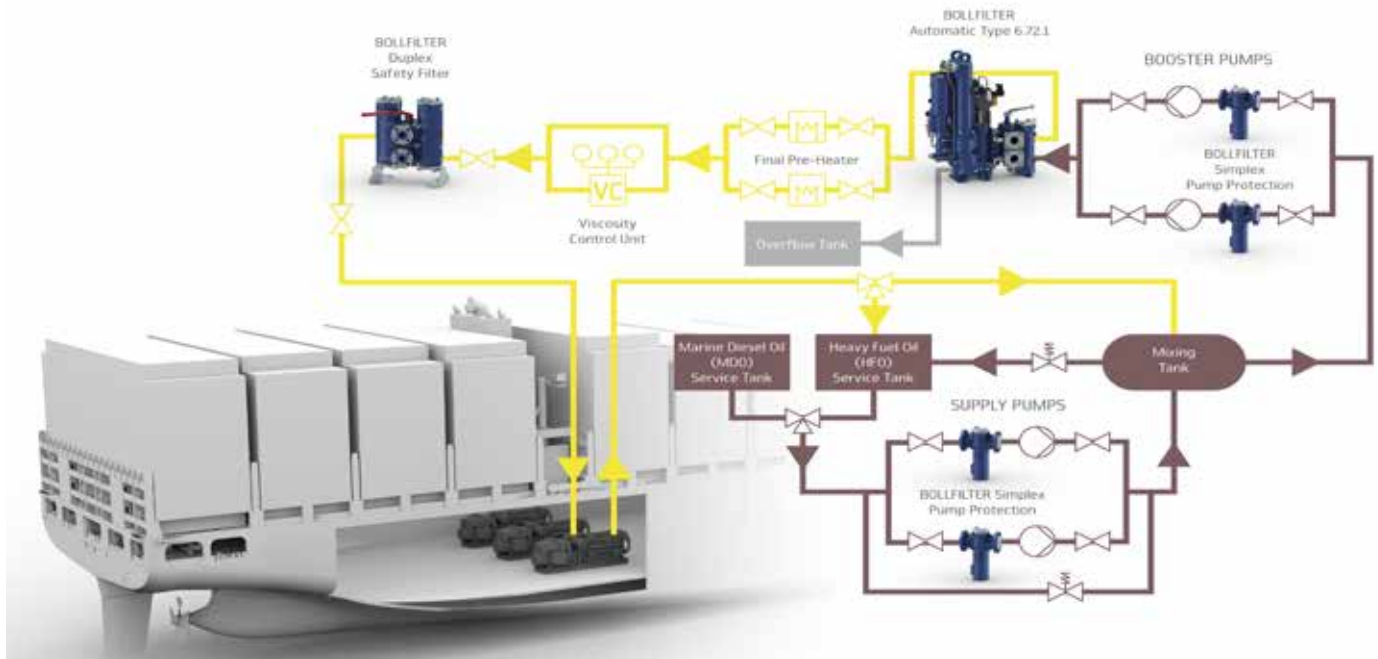 BOLLFILTER
Automatic Type 6.72.1
BOLLFILTER
Duplex
Safety Filter
BOOSTER PUMPS
Final Pre-Heater
BOLLFILTER
Simplex
Pump Protection
VC
Viscosity
Control Unit
Overflow Tank
Marine Diesel Oil
(MDO)
Service Tank
Heavy Fuel Oil
(HFO)
Service Tank
Mixing
Tank
SUPPLY PUMPS
BOLLFILTER Simplex
Pump Protection